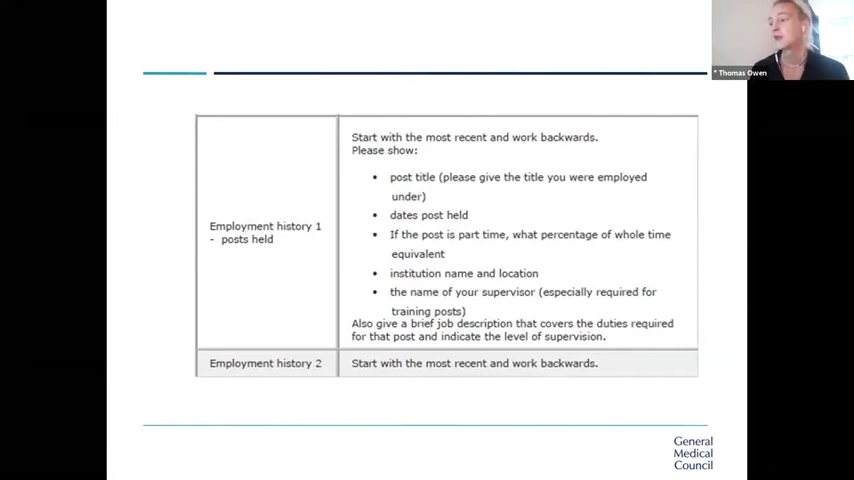 * Thomas Owen
Start with the most recent and work backwards.
Please show:
• post title (please give the title you were employed
under)
• dates post held
• If the post is part time, what percentage of whole time
equivalent
• institution name and location
• the name of your supervisor (especially required for
training posts)
Employment history 1
- posts held
Also give a brief job description that covers the duties required
for that post and indicate the level of supervision.
Employment history 2
Start with the most recent and work backwards.
General
Medical
Council